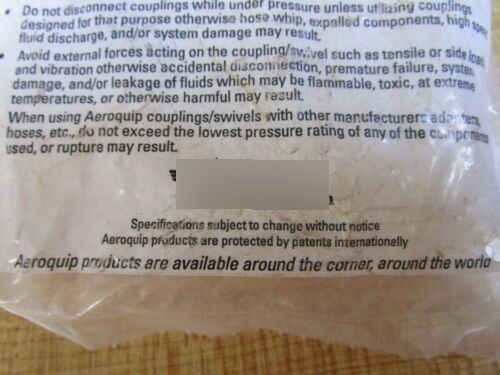 • Do not disconnect couplings while under pressure unless utilizing couplings
designed for that purpose otherwise hose whip, expelled components, high speed
fluid discharge, and/or system damage may result.
• Avoid external forces acting on the coupling/swivel such as tensile or side load
and vibration otherwise accidental disconnection, premature failure, system
damage, and/or leakage of fluids which may be flammable, toxic, at extreme
temperatures, or otherwise harmful may result.
When using Aeroquip couplings/swivels with other manufacturers adapters,
hoses, etc., do not exceed the lowest pressure rating of any of the components
used, or rupture may result.
Specifications subject to change without notice
Aeroquip products are protected by patents internationally
Aeroquip products are available around the corner, around the world